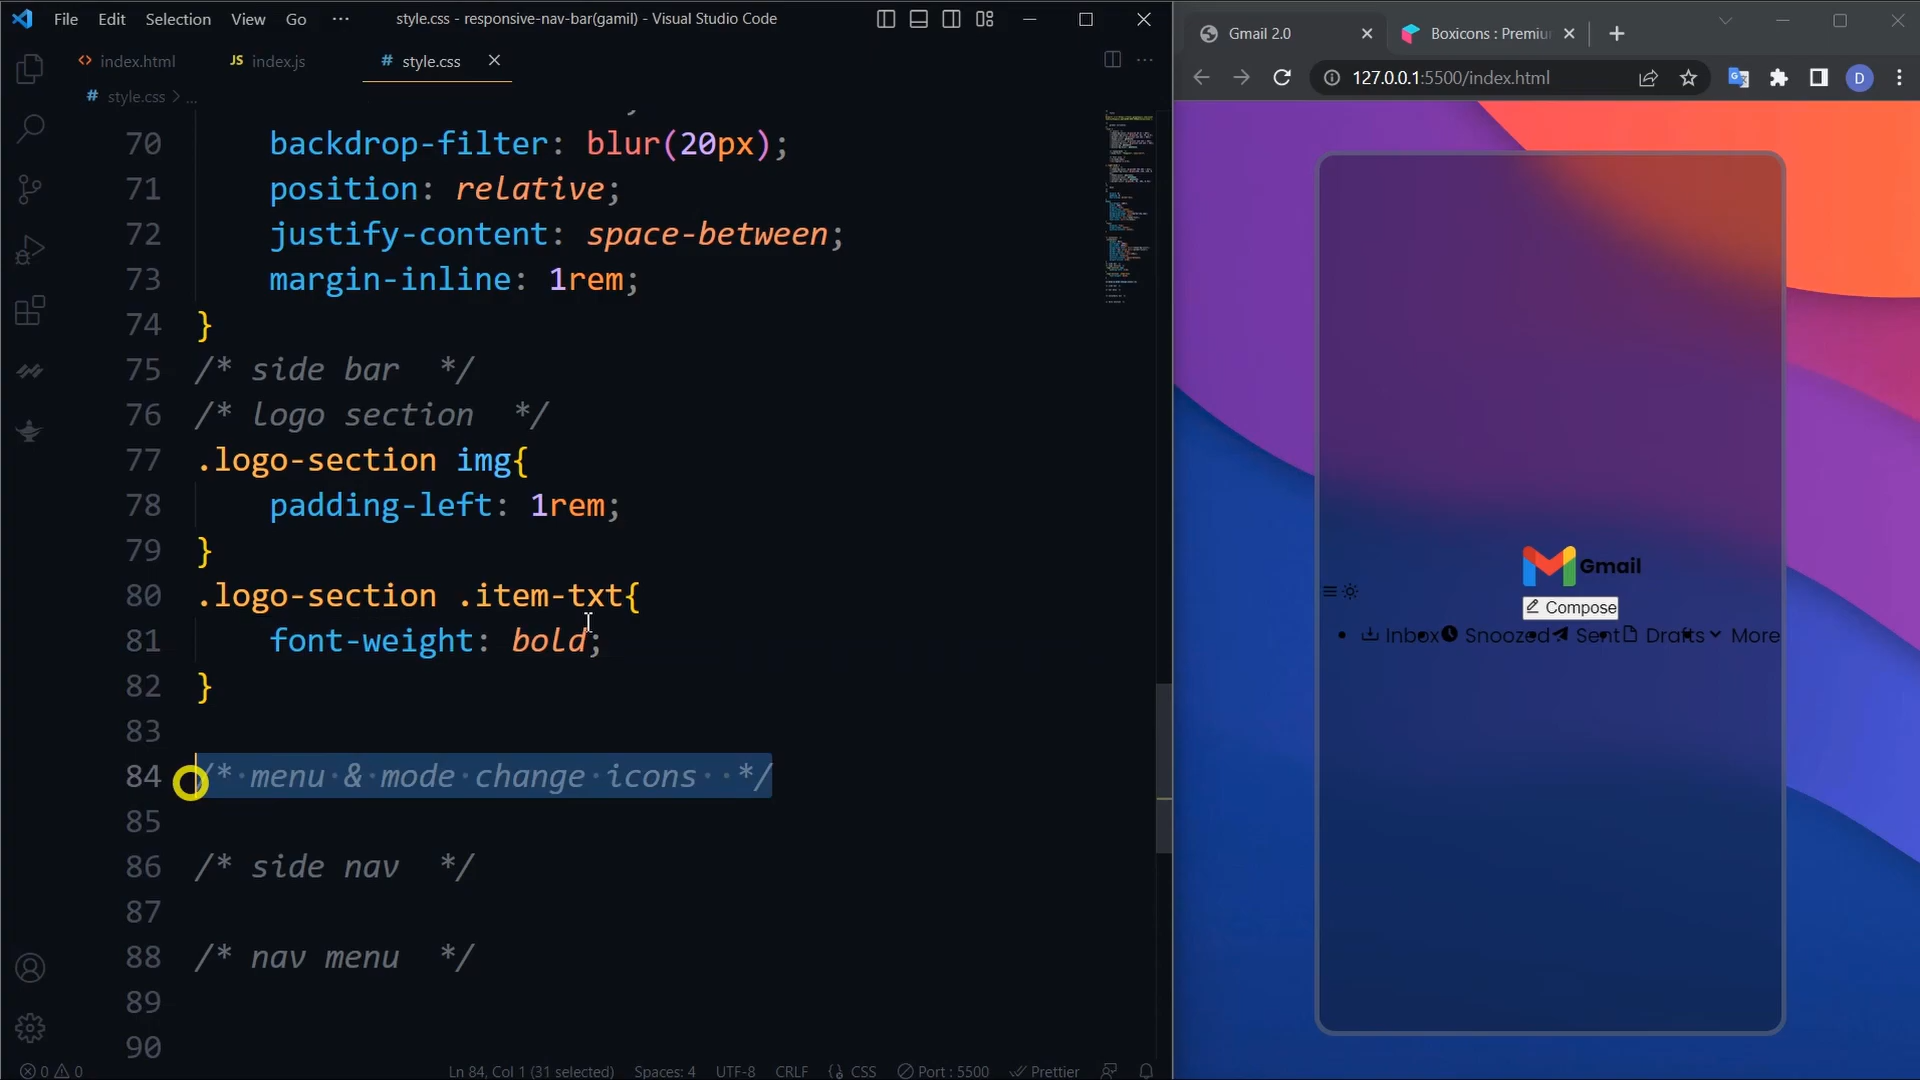 File Edit Selection View Go ··· style.css - responsive-nav-bar(gamil) - Visual Studio Code
index.html JS index.js # style.css
# style.css > ...
70 backdrop-filter: blur(20px);
71 position: relative;
72 justify-content: space-between;
73 margin-inline: 1rem;
74 }
75 /* side bar  */
76 /* logo section  */
77 .logo-section img{
78 padding-left: 1rem;
79 }
80 .logo-section .item-txt{
81 font-weight: bold;
82 }
83
84 /* menu & mode change icons  */
85
86 /* side nav  */
87
88 /* nav menu  */
89
90
0 0 Ln 84, Col 1 (31 selected) Spaces: 4 UTF-8 CRLF {} CSS Port : 5500 Prettier
Gmail 2.0 Boxicons : Premiu
127.0.0.1:5500/index.html D
Gmail
Compose
Inbox Snoozed Sent Drafts More